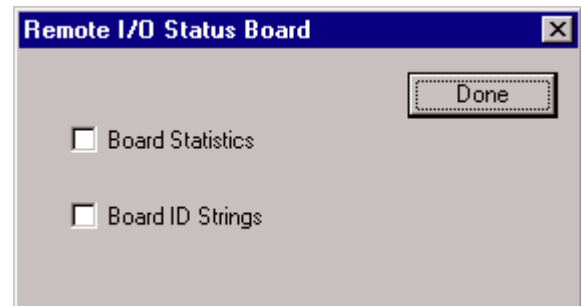 Remote I/O Status Board
Done
Board Statistics
Board ID Strings